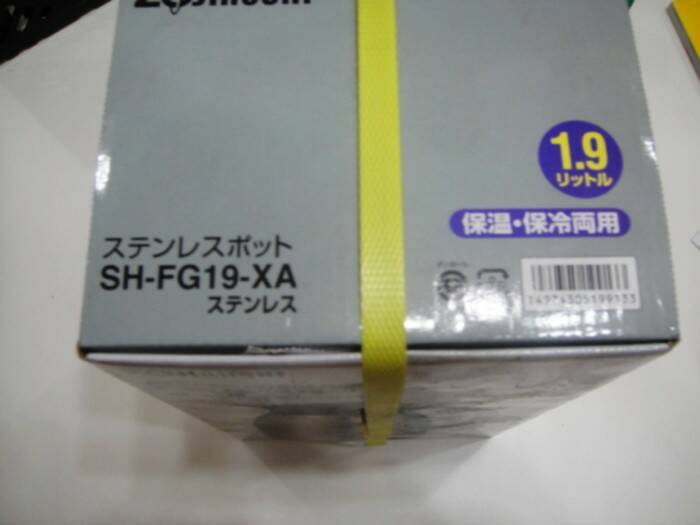 1.9
リットル
保温・保冷両用
ステンレスポット
SH-FG19-XA
ステンレス